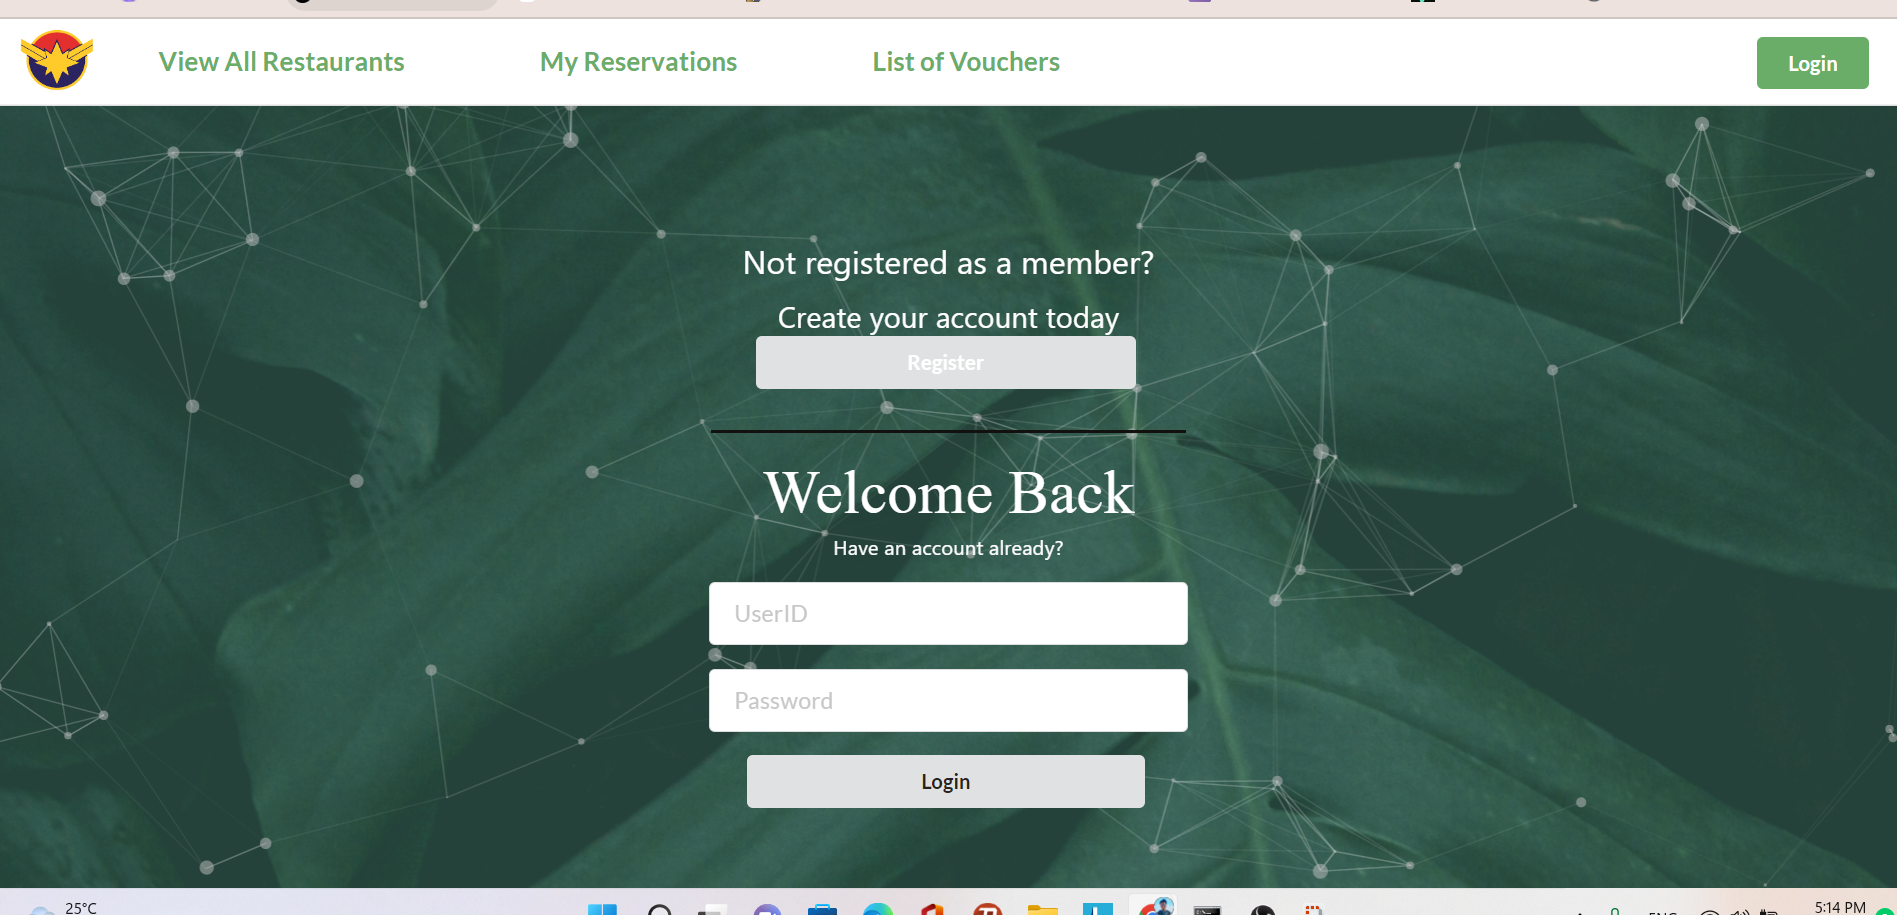 View All Restaurants
My Reservations
List of Vouchers
Login
Not registered as a member?
Create your account today
Register
Welcome Back
Have an account already?
UserID
Password
Login
25°C
5:14 PM